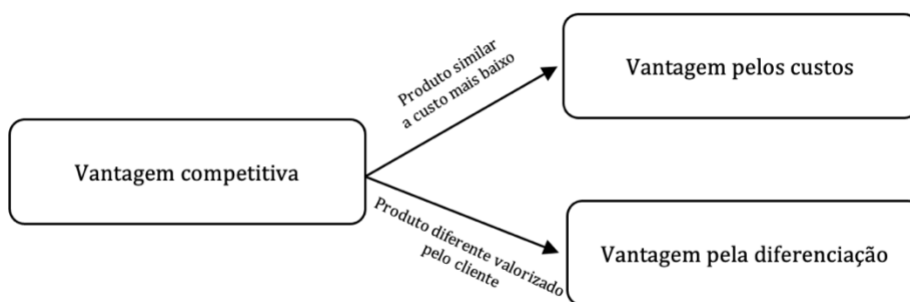 Vantagem competitiva
Produto similar
a custo mais baixo
Vantagem pelos custos
Produto diferente valorizado
pelo cliente
Vantagem pela diferenciação